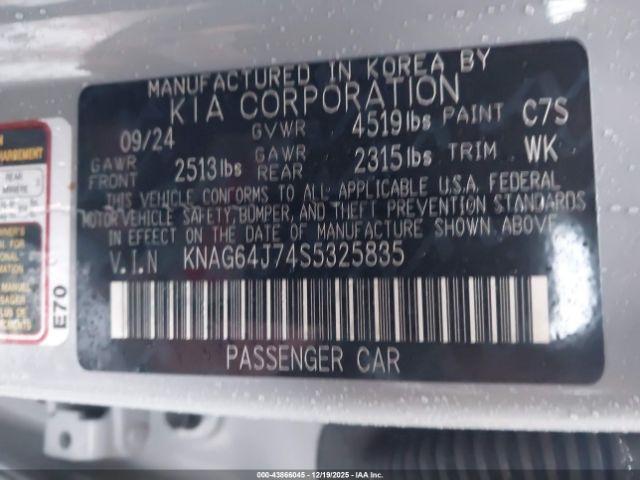 MANUFACTURED IN KOREA BY
KIA CORPORATION
09/24 GVWR 4519 lbs PAINT C7S
GAWR FRONT 2513 lbs GAWR REAR 2315 lbs TRIM WK
THIS VEHICLE CONFORMS TO ALL APPLICABLE U.S.A. FEDERAL
MOTOR VEHICLE SAFETY, BUMPER, AND THEFT PREVENTION STANDARDS
IN EFFECT ON THE DATE OF MANUFACTURE SHOWN ABOVE.
V.I.N KNAG64J74S5325835
PASSENGER CAR
E70
REAR
000-43866045 - 12/19/2025 - IAA Inc.